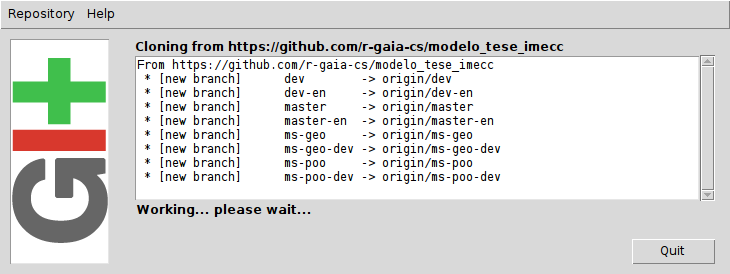 Repository Help
Cloning from https://github.com/r-gaia-cs/modelo_tese_imecc
From https://github.com/r-gaia-cs/modelo_tese_imecc
 * [new branch]      dev        -> origin/dev
 * [new branch]      dev-en     -> origin/dev-en
 * [new branch]      master     -> origin/master
 * [new branch]      master-en  -> origin/master-en
 * [new branch]      ms-geo     -> origin/ms-geo
 * [new branch]      ms-geo-dev -> origin/ms-geo-dev
 * [new branch]      ms-poo     -> origin/ms-poo
 * [new branch]      ms-poo-dev -> origin/ms-poo-dev
Working... please wait...
Quit
GIt